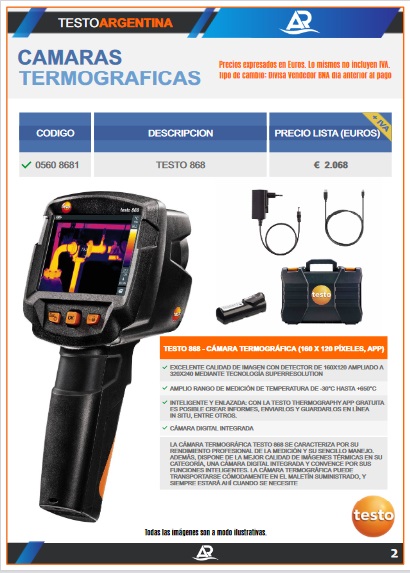 TESTOARGENTINA
AR
CAMARAS
TERMOGRAFICAS
Precios expresados en Euros. Lo mismos no incluyen IVA.
Tipo de cambio: Divisa Vendedor BNA dia anterior al pago
CODIGO DESCRIPCION PRECIO LISTA (EUROS)
+ IVA
0560 8681 TESTO 868 € 2.068
testo 868
testo
TESTO 868 - CÁMARA TERMOGRÁFICA (160 X 120 PÍXELES, APP)
EXCELENTE CALIDAD DE IMAGEN CON DETECTOR DE 160X120 AMPLIADO A
320X240 MEDIANTE TECNOLOGÍA SUPERRESOLUTION
AMPLIO RANGO DE MEDICIÓN DE TEMPERATURA DE -30°C HASTA +650°C
INTELIGENTE Y ENLAZADA: CON LA TESTO THERMOGRAPHY APP GRATUITA
ES POSIBLE CREAR INFORMES, ENVIARLOS Y GUARDARLOS EN LÍNEA
IN SITU, ENTRE OTROS.
CÁMARA DIGITAL INTEGRADA
LA CÁMARA TERMOGRÁFICA TESTO 868 SE CARACTERIZA POR SU
RENDIMIENTO PROFESIONAL DE LA MEDICIÓN Y SU SENCILLO MANEJO.
ADEMÁS, DISPONE DE LA MEJOR CALIDAD DE IMÁGENES TÉRMICAS EN SU
CATEGORÍA, UNA CÁMARA DIGITAL INTEGRADA Y CONVENCE POR SUS
FUNCIONES INTELIGENTES. LA CÁMARA TERMOGRÁFICA PUEDE
TRANSPORTARSE CÓMODAMENTE EN EL MALETÍN SUMINISTRADO, Y
SIEMPRE ESTARÁ AHÍ CUANDO SE NECESITE
testo
Todas las imágenes son a modo ilustrativas.
AR
2